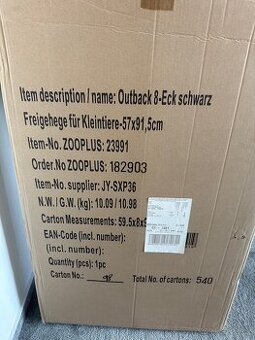 Item description / name: Outback 8-Eck schwarz
Freigehege für Kleintiere-57x91,5cm
Item-No. ZOOPLUS: 23991
Order.No ZOOPLUS: 182903
Item-No. supplier: JY-SXP36
N.W. / G.W. (kg): 10.09 / 10.98
Carton Measurements: 59.5x8x9
EAN-Code (incl. number):
(incl. number):
Quantity (pcs): 1pc
Carton No.: 98 Total No. of cartons: 540